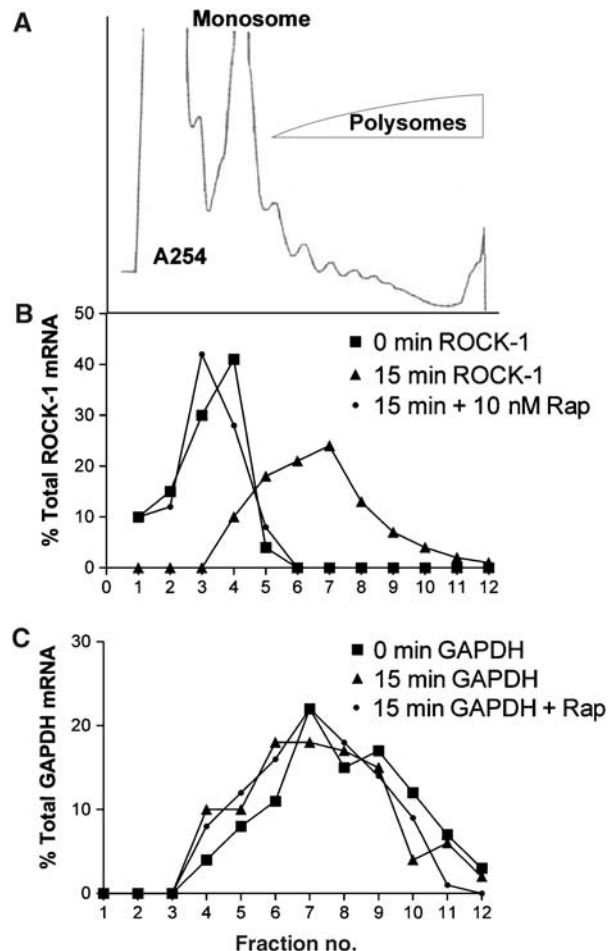 A
Monosome
Polysomes
A254
B
% Total ROCK-1 mRNA
50
40
30
20
10
0
0 min ROCK-1
15 min ROCK-1
15 min + 10 nM Rap
0 1 2 3 4 5 6 7 8 9 10 11 12
C
% Total GAPDH mRNA
30
20
10
0
0 min GAPDH
15 min GAPDH
15 min GAPDH + Rap
1 2 3 4 5 6 7 8 9 10 11 12
Fraction no.